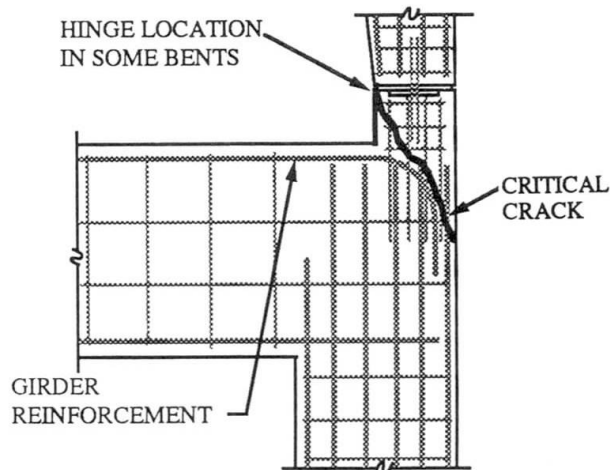 HINGE LOCATION
IN SOME BENTS
CRITICAL
CRACK
GIRDER
REINFORCEMENT